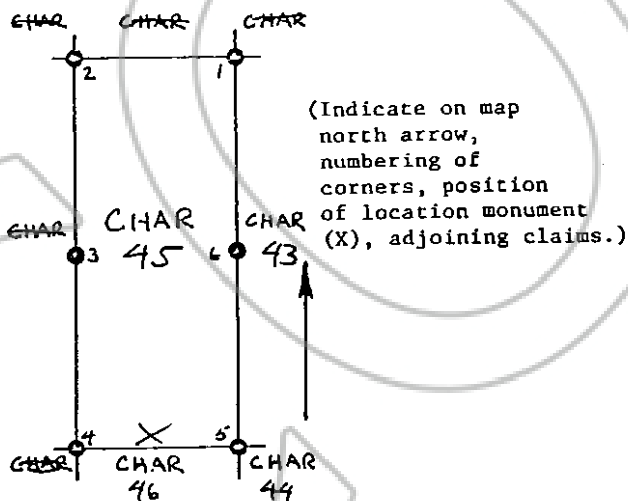 CHAR CHAR CHAR
2 1
(Indicate on map
north arrow,
numbering of
corners, position
of location monument
(X), adjoining claims.)
CHAR CHAR CHAR
3 45 6 43
4 X 5
CHAR CHAR CHAR
46 44